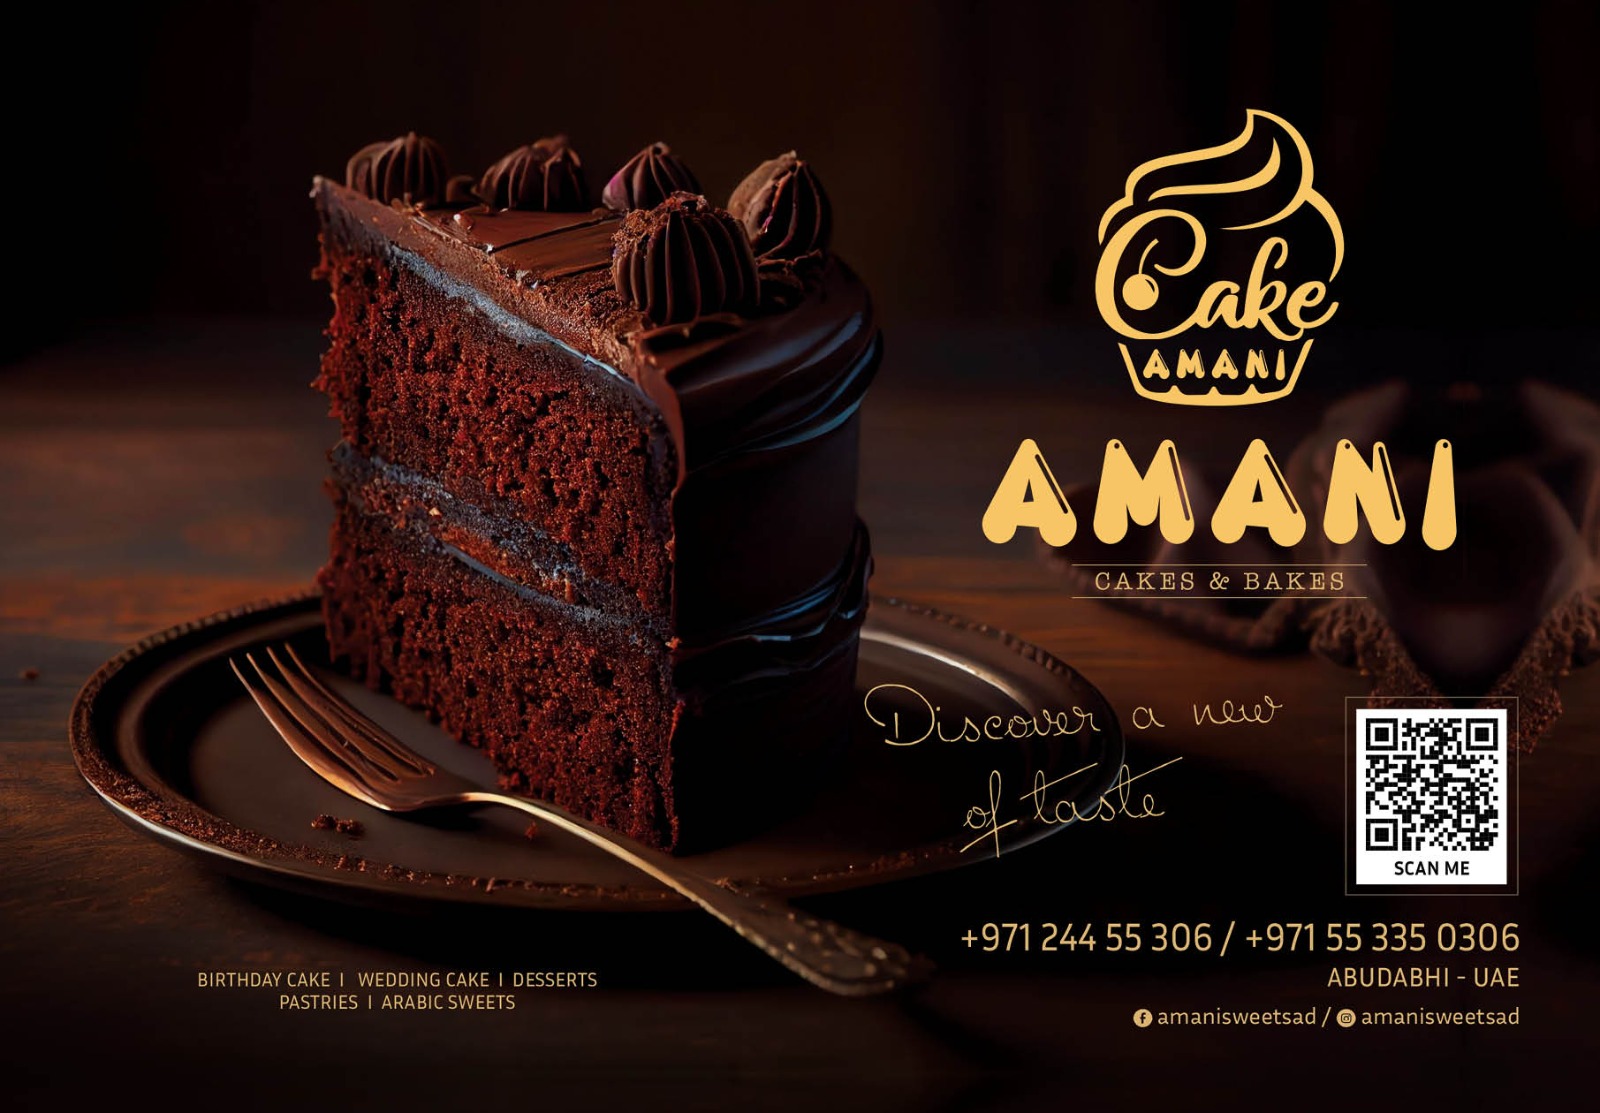 Cake
AMANI
AMANI
CAKES & BAKES
Discover a new
of taste
SCAN ME
+971 244 55 306 / +971 55 335 0306
ABUDABHI - UAE
amanisweetsad / amanisweetsad
BIRTHDAY CAKE I WEDDING CAKE I DESSERTS
PASTRIES I ARABIC SWEETS